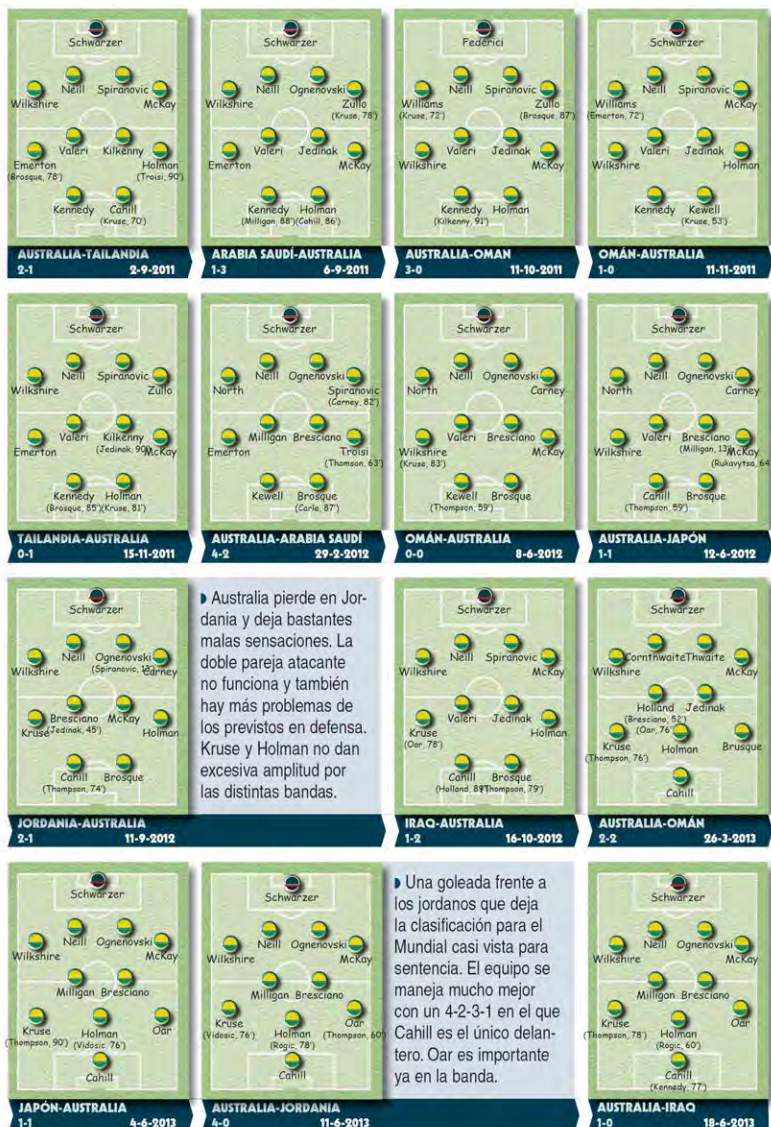 Schwarzer
Neill Spiranovic
Wilkshire McKay
Valeri Kilkenny
Emerton Holman
(Brosque, 78') (Troisi, 90')
Kennedy Cahill
(Kruse, 70')
AUSTRALIA-TAILANDIA
2-1 2-9-2011
Schwarzer
Neill Ognenovski
Wilkshire Zullo
(Kruse, 78')
Valeri Jedinak
Emerton McKay
Kennedy Holman
(Milligan, 88') (Cahill, 86')
ARABIA SAUDÍ-AUSTRALIA
1-3 6-9-2011
Federici
Neill Spiranovic
Williams Zullo
(Kruse, 72') (Brosque, 87')
Valeri Jedinak
Wilkshire McKay
Kennedy Holman
(Kilkenny, 91')
AUSTRALIA-OMAN
3-0 11-10-2011
Schwarzer
Neill Spiranovic
Williams McKay
(Emerton, 72')
Valeri Jedinak
Wilkshire Holman
Kennedy Kewell
(Kruse, 53')
OMÁN-AUSTRALIA
1-0 11-11-2011
Schwarzer
Neill Spiranovic
Wilkshire Zullo
Valeri Kilkenny
(Jedinak, 90')
Emerton McKay
Kennedy Holman
(Brosque, 85') (Kruse, 81')
TAILANDIA-AUSTRALIA
0-1 15-11-2011
Schwarzer
Neill Ognenovski
North Spiranovic
(Carney, 82')
Milligan Bresciano
Emerton Troisi
(Thomson, 63')
Kewell Brosque
(Carle, 87')
AUSTRALIA-ARABIA SAUDÍ
4-2 29-2-2012
Schwarzer
Neill Ognenovski
North Carney
Valeri Bresciano
Wilkshire McKay
(Kruse, 83')
Kewell Brosque
(Thompson, 59')
OMÁN-AUSTRALIA
0-0 8-6-2012
Schwarzer
Neill Ognenovski
North Carney
Valeri Bresciano
(Milligan, 13')
Wilkshire McKay
(Rukavytsa, 64'
Cahill Brosque
(Thompson, 59')
AUSTRALIA-JAPÓN
1-1 12-6-2012
Schwarzer
Neill Ognenovski
(Spiranovic, 13')
Wilkshire Carney
Bresciano McKay
(Jedinak, 45')
Kruse Holman
Cahill Brosque
(Thompson, 74')
JORDANIA-AUSTRALIA
2-1 11-9-2012
Australia pierde en Jor-
dania y deja bastantes
malas sensaciones. La
doble pareja atacante
no funciona y también
hay más problemas de
los previstos en defensa.
Kruse y Holman no dan
excesiva amplitud por
las distintas bandas.
Schwarzer
Neill Spiranovic
Wilkshire McKay
Valeri Jedinak
Kruse Holman
(Oar, 78')
Cahill Brosque
(Holland, 89') (Thompson, 79')
IRAQ-AUSTRALIA
1-2 16-10-2012
Schwarzer
Cornthwaite Thwaite
Wilkshire McKay
Holland Jedinak
(Bresciano, 52')
(Oar, 76')
Kruse Holman Brusque
(Thompson, 76')
Cahill
AUSTRALIA-OMÁN
2-2 26-3-2013
Schwarzer
Neill Ognenovski
Wilkshire McKay
Milligan Bresciano
Kruse Holman Oar
(Thompson, 90') (Vidosic, 76')
Cahill
JAPÓN-AUSTRALIA
1-1 4-6-2013
Schwarzer
Neill Ognenovski
Wilkshire McKay
Milligan Bresciano
Kruse Holman Oar
(Vidosic, 76') (Rogic, 78') (Thompson, 60'
Cahill
AUSTRALIA-JORDANIA
4-0 11-6-2013
Una goleada frente a
los jordanos que deja
la clasificación para el
Mundial casi vista para
sentencia. El equipo se
maneja mucho mejor
con un 4-2-3-1 en el que
Cahill es el único delan-
tero. Oar es importante
ya en la banda.
Schwarzer
Neill Ognenovski
Wilkshire McKay
Milligan Bresciano
Kruse Holman Oar
(Thompson, 78') (Rogic, 60')
Cahill
(Kennedy, 77')
AUSTRALIA-IRAQ
1-0 18-6-2013